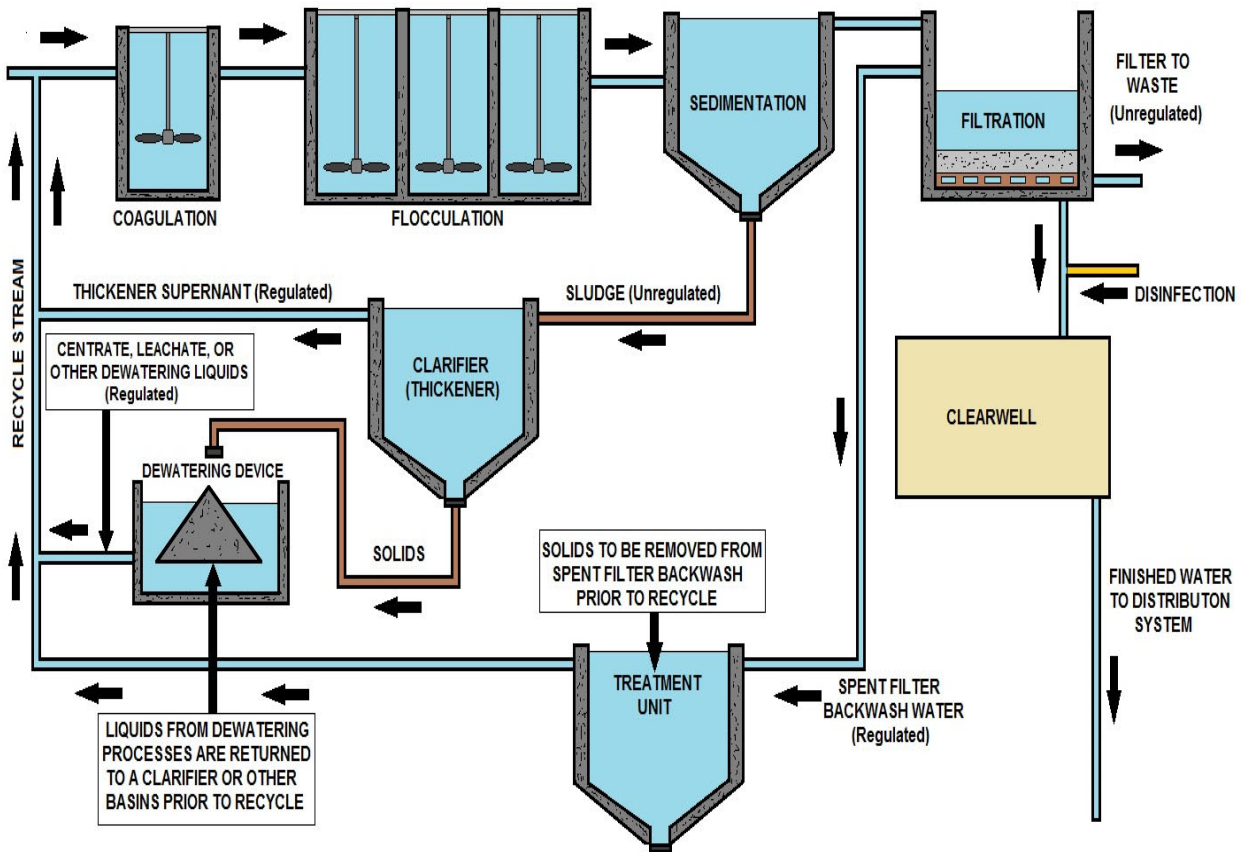 COAGULATION
FLOCCULATION
SEDIMENTATION
FILTRATION
FILTER TO
WASTE
(Unregulated)
DISINFECTION
CLEARWELL
FINISHED WATER
TO DISTRIBUTON
SYSTEM
RECYCLE STREAM
THICKENER SUPERNANT (Regulated)
SLUDGE (Unregulated)
CLARIFIER
(THICKENER)
CENTRATE, LEACHATE, OR
OTHER DEWATERING LIQUIDS
(Regulated)
DEWATERING DEVICE
SOLIDS
SOLIDS TO BE REMOVED FROM
SPENT FILTER BACKWASH
PRIOR TO RECYCLE
TREATMENT
UNIT
SPENT FILTER
BACKWASH WATER
(Regulated)
LIQUIDS FROM DEWATERING
PROCESSES ARE RETURNED
TO A CLARIFIER OR OTHER
BASINS PRIOR TO RECYCLE